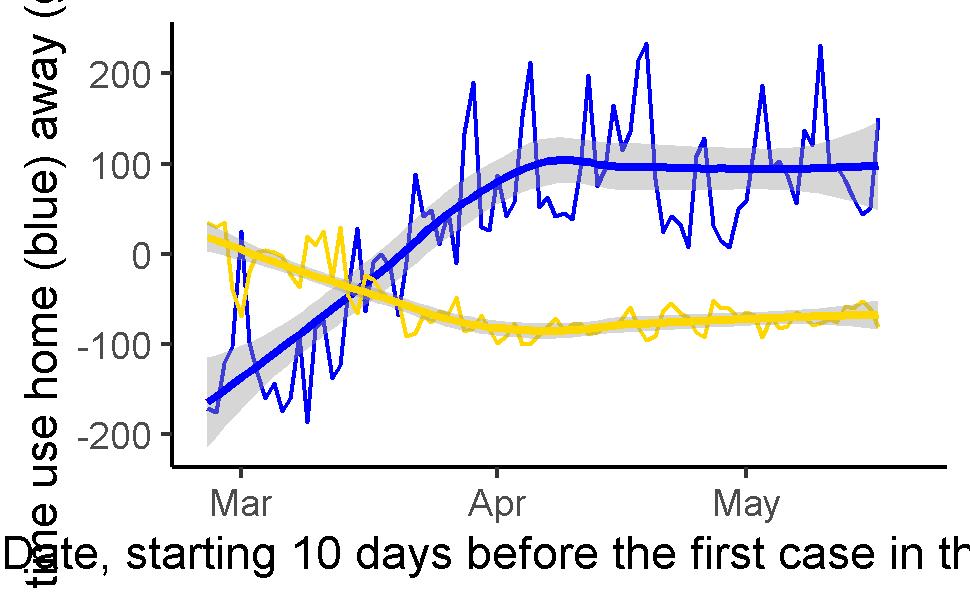 time use home (blue) away (
200
100
0
-100
-200
Mar Apr May
Date, starting 10 days before the first case in th